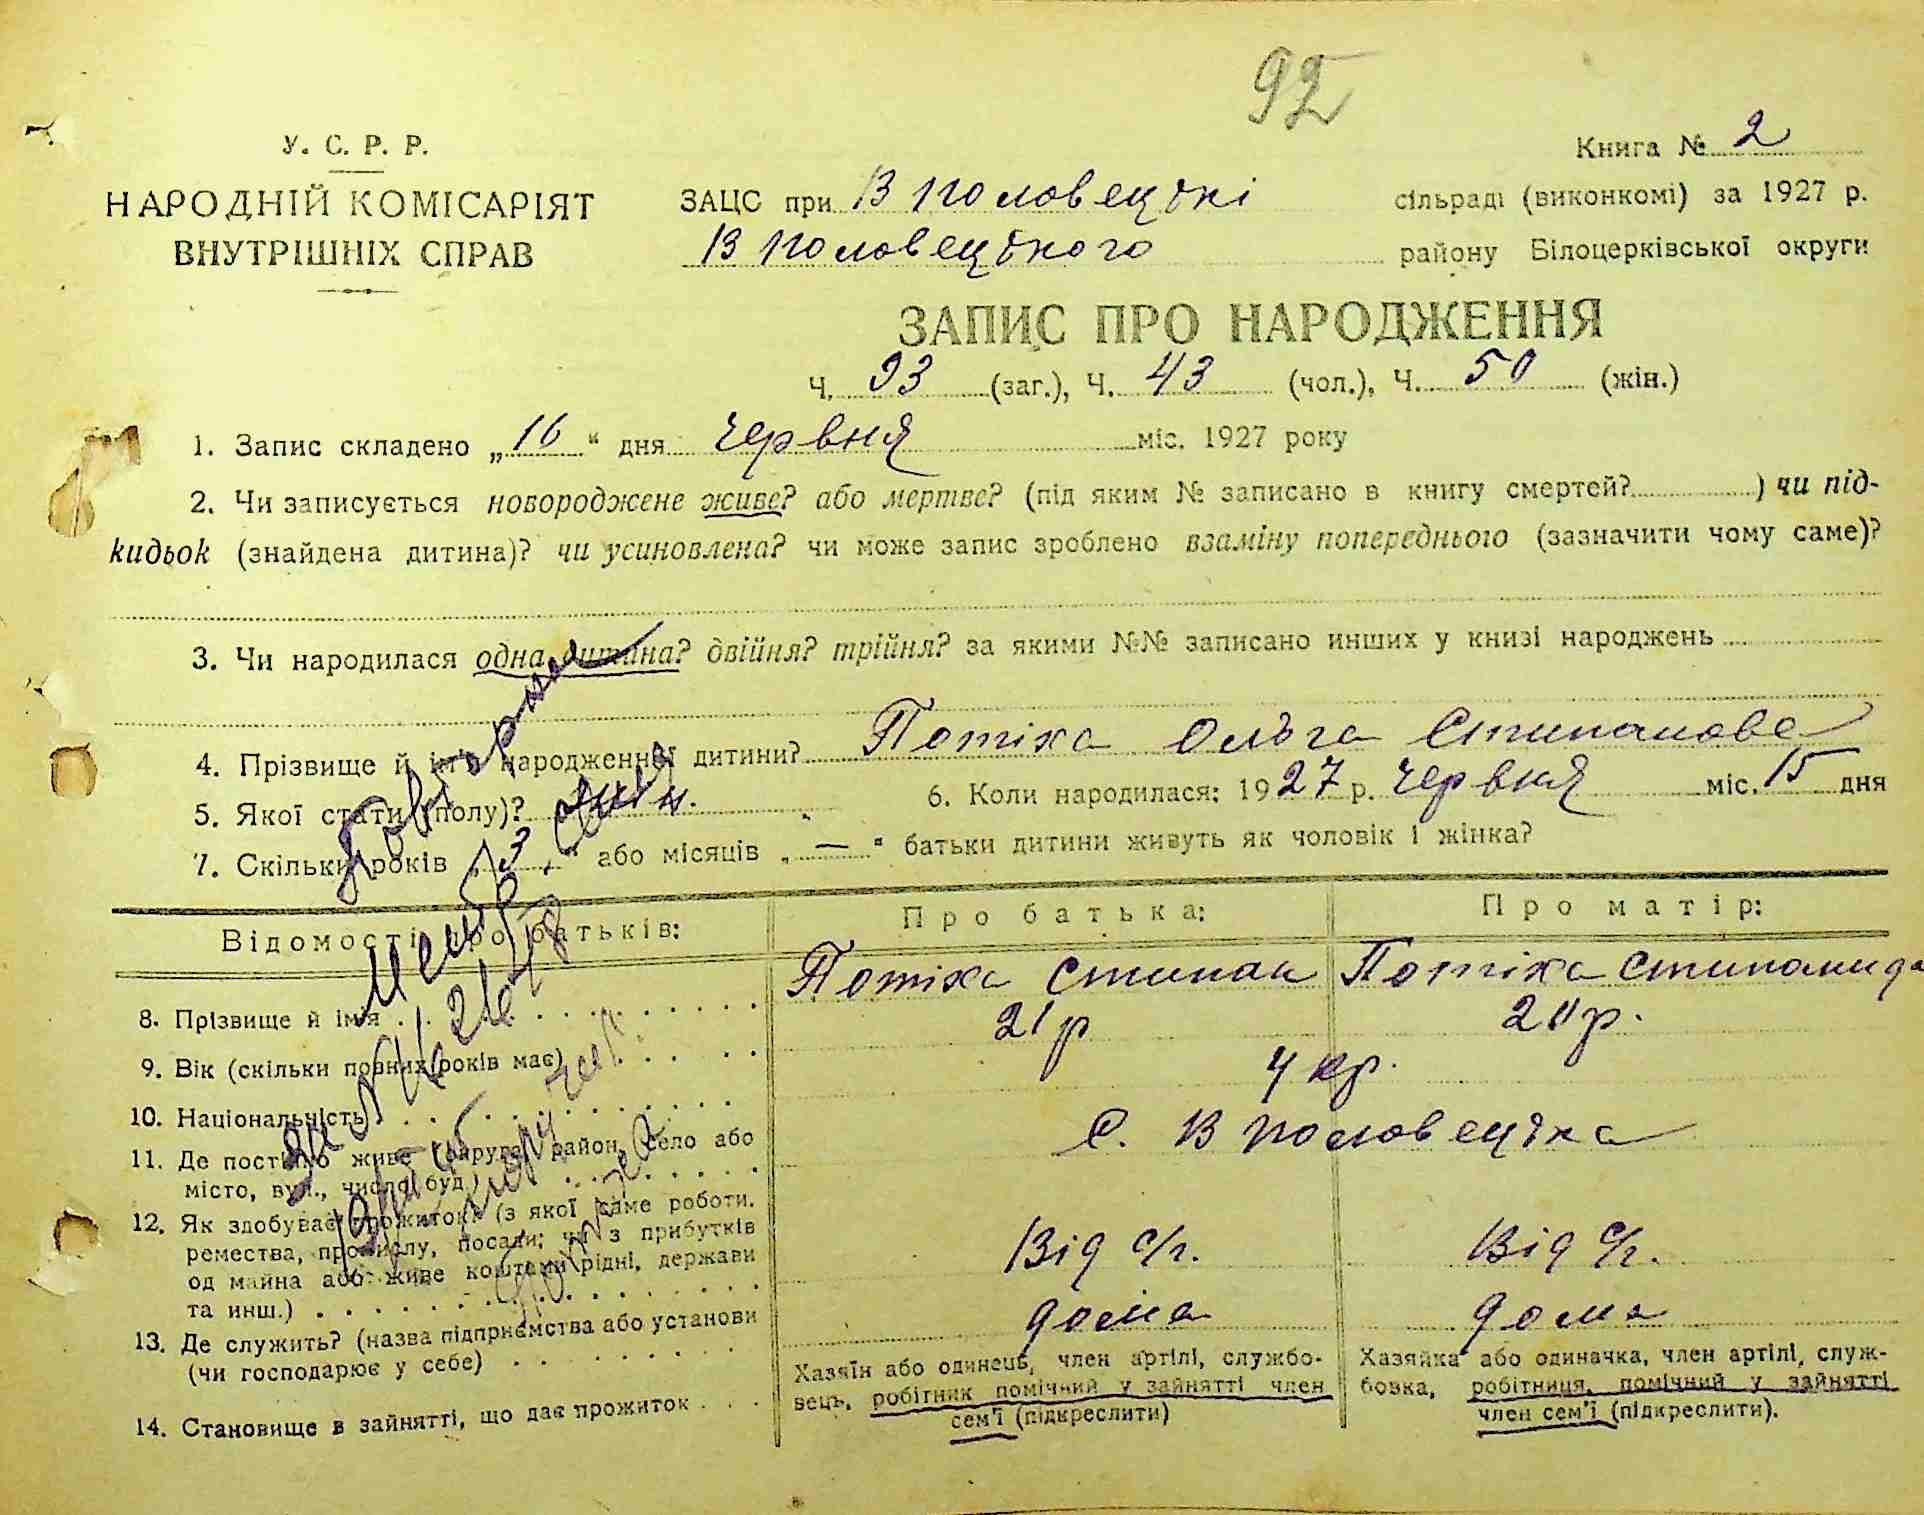 92
У. С. Р. Р.
НАРОДНІЙ КОМІСАРІЯТ
ВНУТРІШНІХ СПРАВ
Книга № 2
ЗАЦС при В Половецькі сільраді (виконкомі) за 1927 р.
В Половецького району Білоцерківської округи
ЗАПИС ПРО НАРОДЖЕННЯ
Ч. 93 (заг.), Ч. 43 (чол.), Ч. 50 (жін.)
1. Запис складено „16“ дня червня міс. 1927 року
2. Чи записується новороджене живе? або мертве? (під яким № записано в книгу смертей? ) чи під-
кидьок (знайдена дитина)? чи усиновлена? чи може запис зроблено взаміну попереднього (зазначити чому саме)?
3. Чи народилася одна дитина? двійня? трійня? за якими №№ записано инших у книзі народжень
4. Прізвище й ім'я народженної дитини? Потіха Ольга Стипанова
5. Якої стати (полу)? жін. 6. Коли народилася: 1927 р. червня міс. 15 дня
7. Скільки років „3“ або місяців „—“ батьки дитини живуть як чоловік і жінка?
Відомості про батьків: Про батька: Про матір:
8. Прізвище й імя Потіха Стипан Потіха Стипанида
9. Вік (скільки повних років має) 21 р 20 р.
10. Національність Укр.
11. Де постійно живе (округа, район, село або С. В Половецька
місто, вул., число буд.)
12. Як здобуває прожиток (з якої саме роботи,
ремества, промислу, посади; чи з прибутків
од майна або живе коштами рідні, держави
та инш.) Від с/г. Від с/г.
13. Де служить? (назва підприємства або установи
(чи господарює у себе) дома дома
14. Становище в зайнятті, що дає прожиток
Хазяїн або одинець, член артілі, службо-
вець, робітник помічний у зайнятті член
сем'ї (підкреслити)
Хазяйка або одиначка, член артілі, служ-
бовка, робітниця, помічний у зайнятті
член сем'ї (підкреслити).